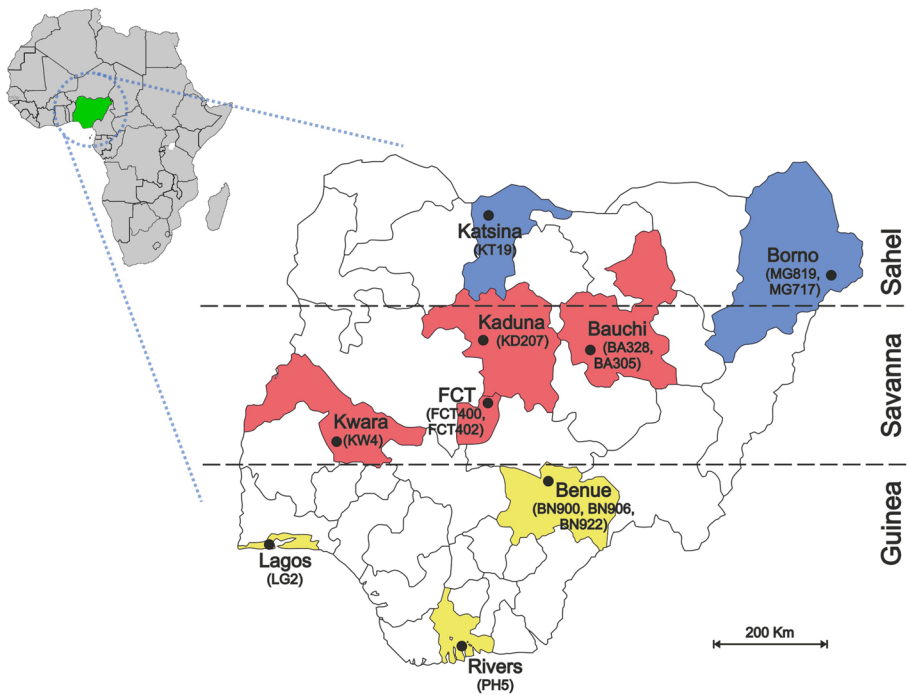 Katsina
(KT19)
Borno
(MG819,
MG717)
Sahel
Kaduna
(KD207)
Bauchi
(BA328,
BA305)
Savanna
FCT
(FCT400,
FCT402)
Kwara
(KW4)
Benue
(BN900, BN906,
BN922)
Guinea
Lagos
(LG2)
200 Km
Rivers
(PH5)